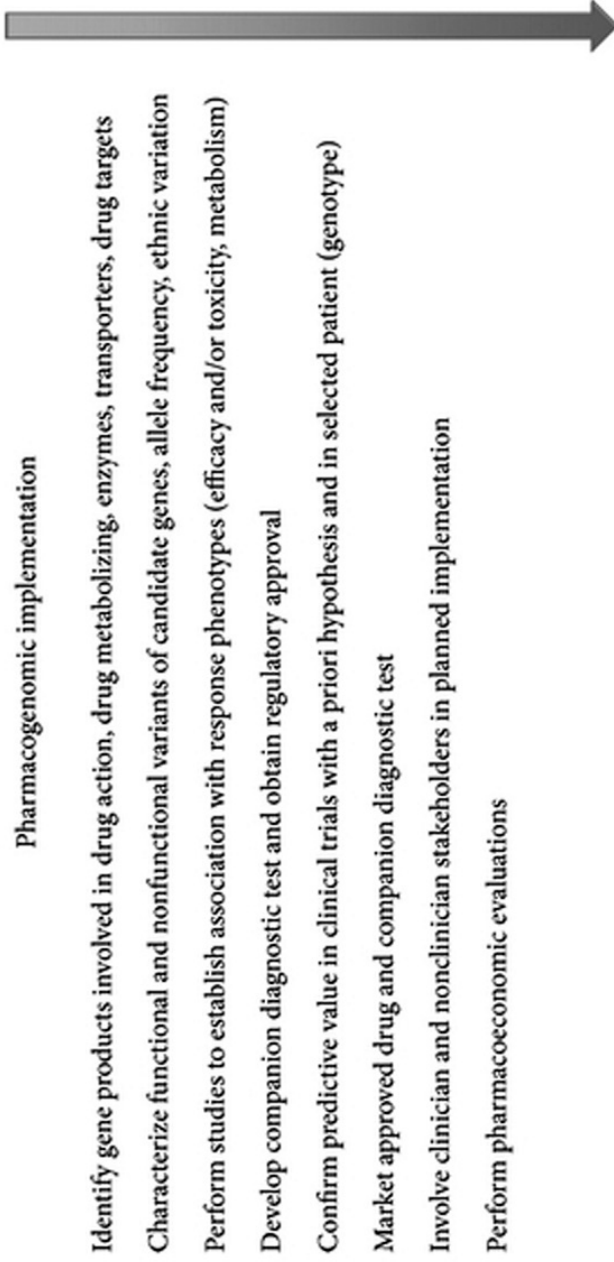 Pharmacogenomic implementation
Identify gene products involved in drug action, drug metabolizing, enzymes, transporters, drug targets
Characterize functional and nonfunctional variants of candidate genes, allele frequency, ethnic variation
Perform studies to establish association with response phenotypes (efficacy and/or toxicity, metabolism)
Develop companion diagnostic test and obtain regulatory approval
Confirm predictive value in clinical trials with a priori hypothesis and in selected patient (genotype)
Market approved drug and companion diagnostic test
Involve clinician and nonclinician stakeholders in planned implementation
Perform pharmacoeconomic evaluations